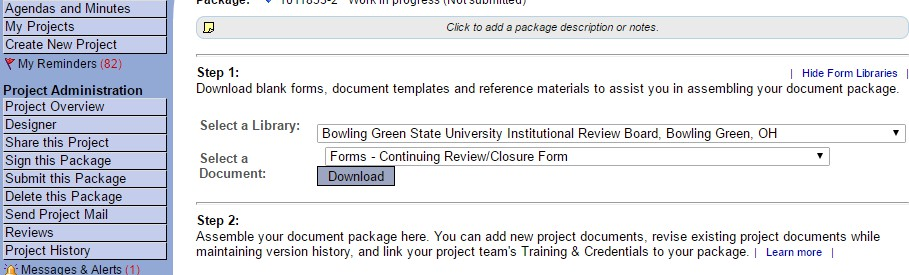 Agendas and Minutes
My Projects
Create New Project
My Reminders (82)
Project Administration
Project Overview
Designer
Share this Project
Sign this Package
Submit this Package
Delete this Package
Send Project Mail
Reviews
Project History
Messages & Alerts (1)
Package: 1011853-2 Work in progress (Not submitted)
Click to add a package description or notes.
Step 1: | Hide Form Libraries |
Download blank forms, document templates and reference materials to assist you in assembling your document package.
Select a Library: Bowling Green State University Institutional Review Board, Bowling Green, OH
Select a Forms - Continuing Review/Closure Form
Document:
Download
Step 2:
Assemble your document package here. You can add new project documents, revise existing project documents while
maintaining version history, and link your project team's Training & Credentials to your package. | Learn more |